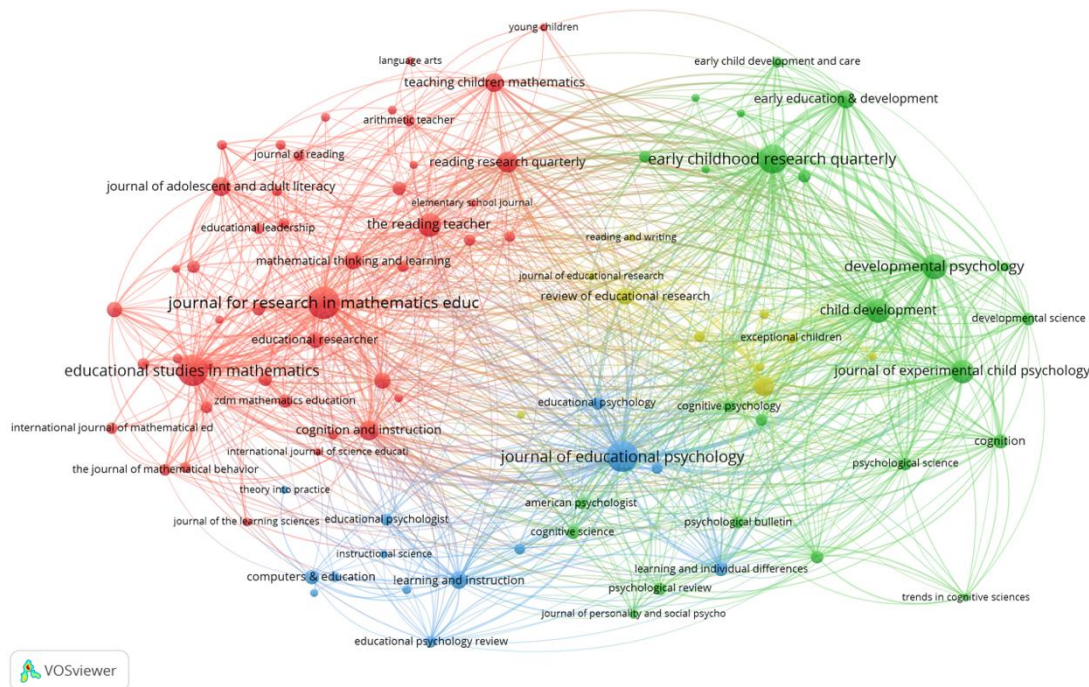 young children
language arts
early child development and care
teaching children mathematics
early education & development
arithmetic teacher
journal of reading
reading research quarterly
early childhood research quarterly
journal of adolescent and adult literacy
elementary school journal
the reading teacher
educational leadership
reading and writing
mathematical thinking and learning
developmental psychology
journal of educational research
review of educational research
journal for research in mathematics educ
child development
developmental science
educational researcher
exceptional children
educational studies in mathematics
journal of experimental child psychology
zdm mathematics education
educational psychology
cognitive psychology
international journal of mathematical ed
cognition and instruction
cognition
international journal of science educati
journal of educational psychology
the journal of mathematical behavior
psychological science
theory into practice
american psychologist
journal of the learning sciences
educational psychologist
psychological bulletin
cognitive science
instructional science
learning and individual differences
computers & education
learning and instruction
psychological review
trends in cognitive sciences
journal of personality and social psycho
educational psychology review
VOSviewer